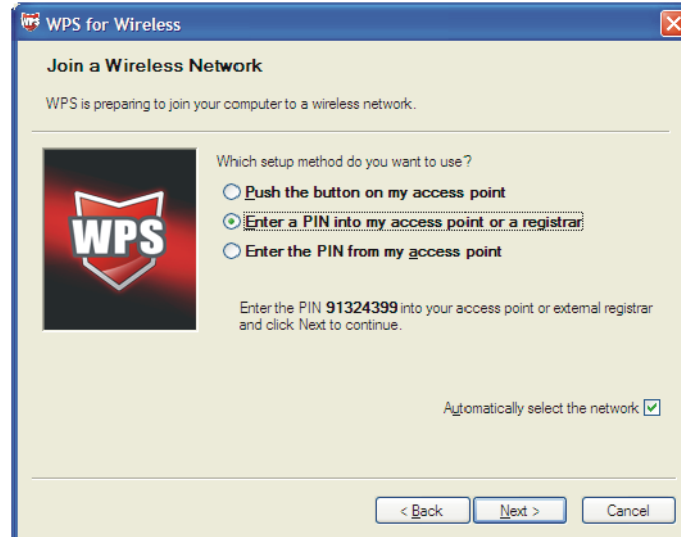 WPS for Wireless
Join a Wireless Network
WPS is preparing to join your computer to a wireless network.
Which setup method do you want to use?
Push the button on my access point
Enter a PIN into my access point or a registrar
Enter the PIN from my access point
WPS
Enter the PIN 91324399 into your access point or external registrar
and click Next to continue.
Automatically select the network
< Back
Next >
Cancel